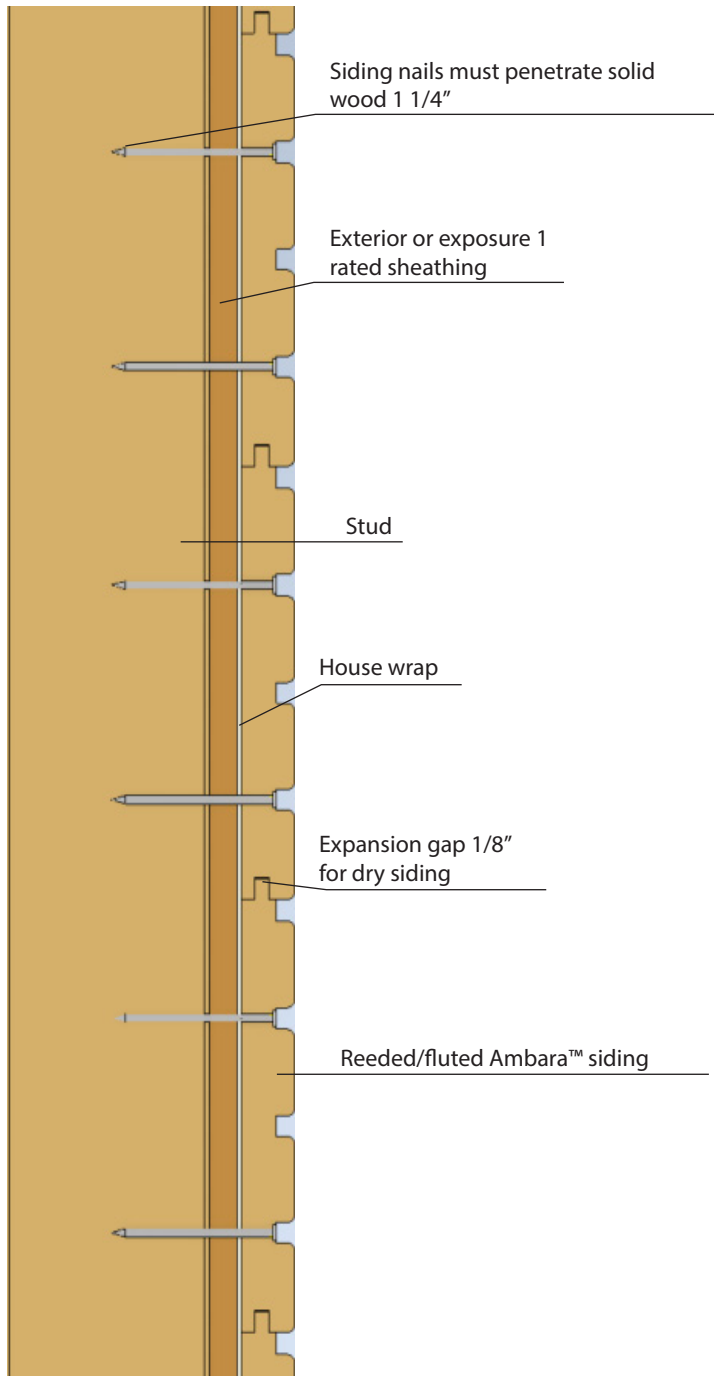 Siding nails must penetrate solid
wood 1 1/4”
Exterior or exposure 1
rated sheathing
Stud
House wrap
Expansion gap 1/8”
for dry siding
Reeded/fluted Ambara™ siding